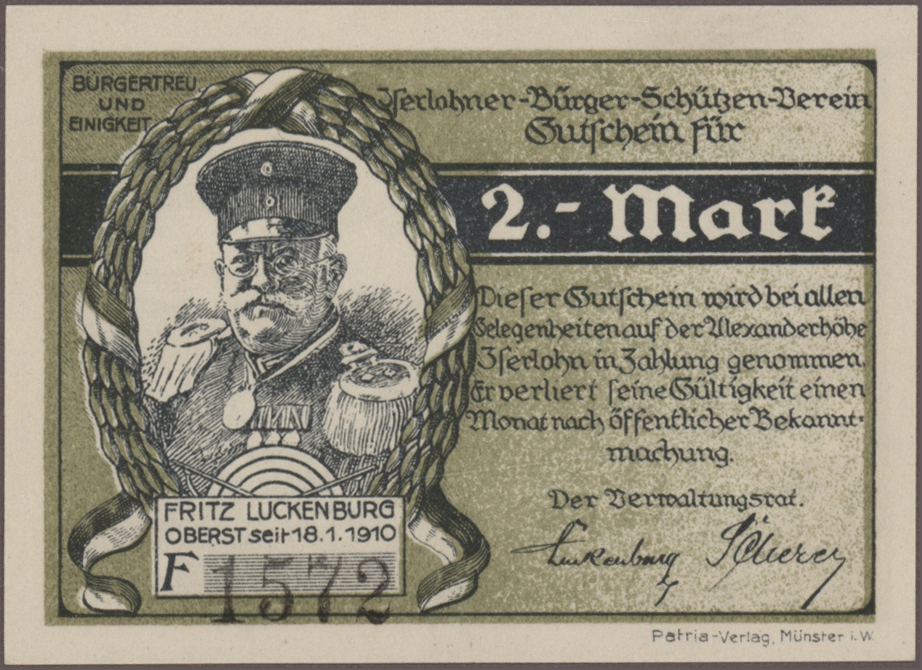 BÜRGERTREU
UND
EINIGKEIT
Iserlohner-Bürger-Schützen-Verein
Gutschein für
2.- Mark
Dieser Gutschein wird bei allen
Gelegenheiten auf der Alexanderhöhe
Iserlohn in Zahlung genommen.
Er verliert seine Gültigkeit einen
Monat nach öffentlicher Bekannt-
machung.
Der Verwaltungsrat.
Luckenburg Scherer
FRITZ LUCKENBURG
OBERST seit 18.1.1910
F 1572
Patria-Verlag, Münster i.W.